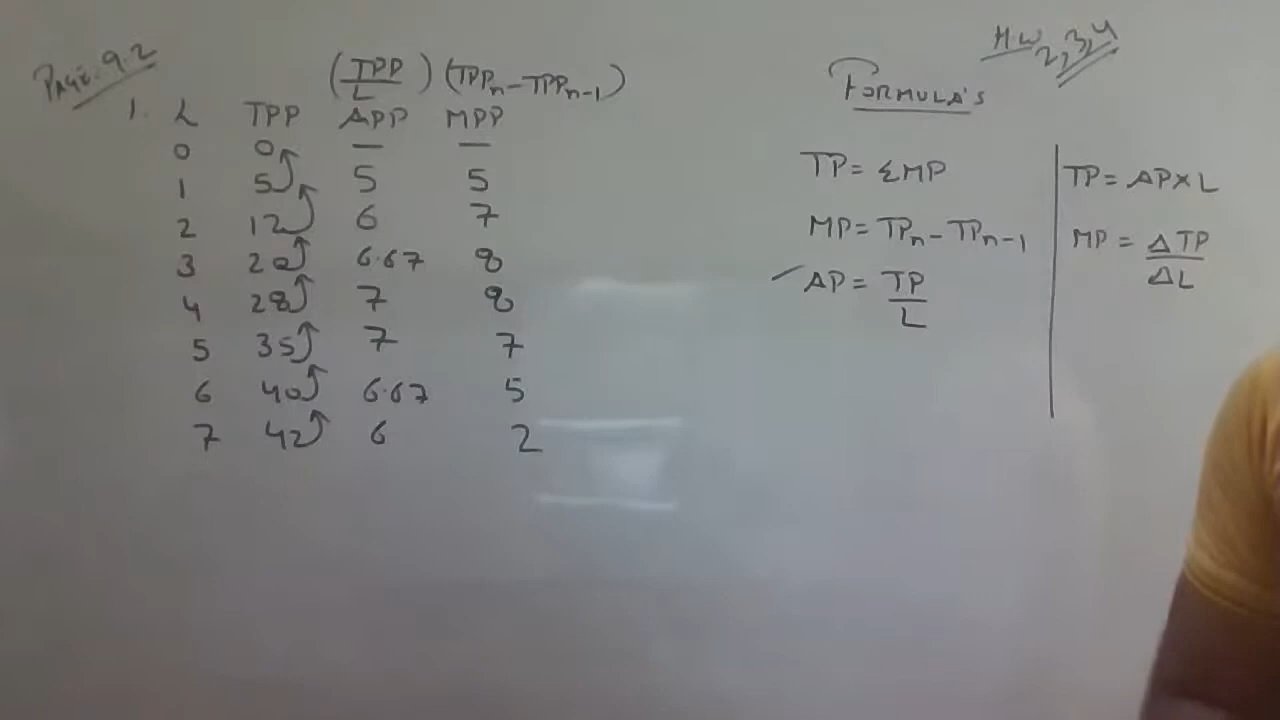 Page: 9.2
H.W 2,3,4
(TPP/L) (TPPn - TPPn-1)
1. L TPP APP MPP
0 0 — —
1 5 5 5
2 12 6 7
3 20 6.67 8
4 28 7 8
5 35 7 7
6 40 6.67 5
7 42 6 2
FORMULA'S
TP = ΣMP
MP = TPn - TPn-1
AP = TP/L
TP = AP×L
MP = ΔTP/ΔL